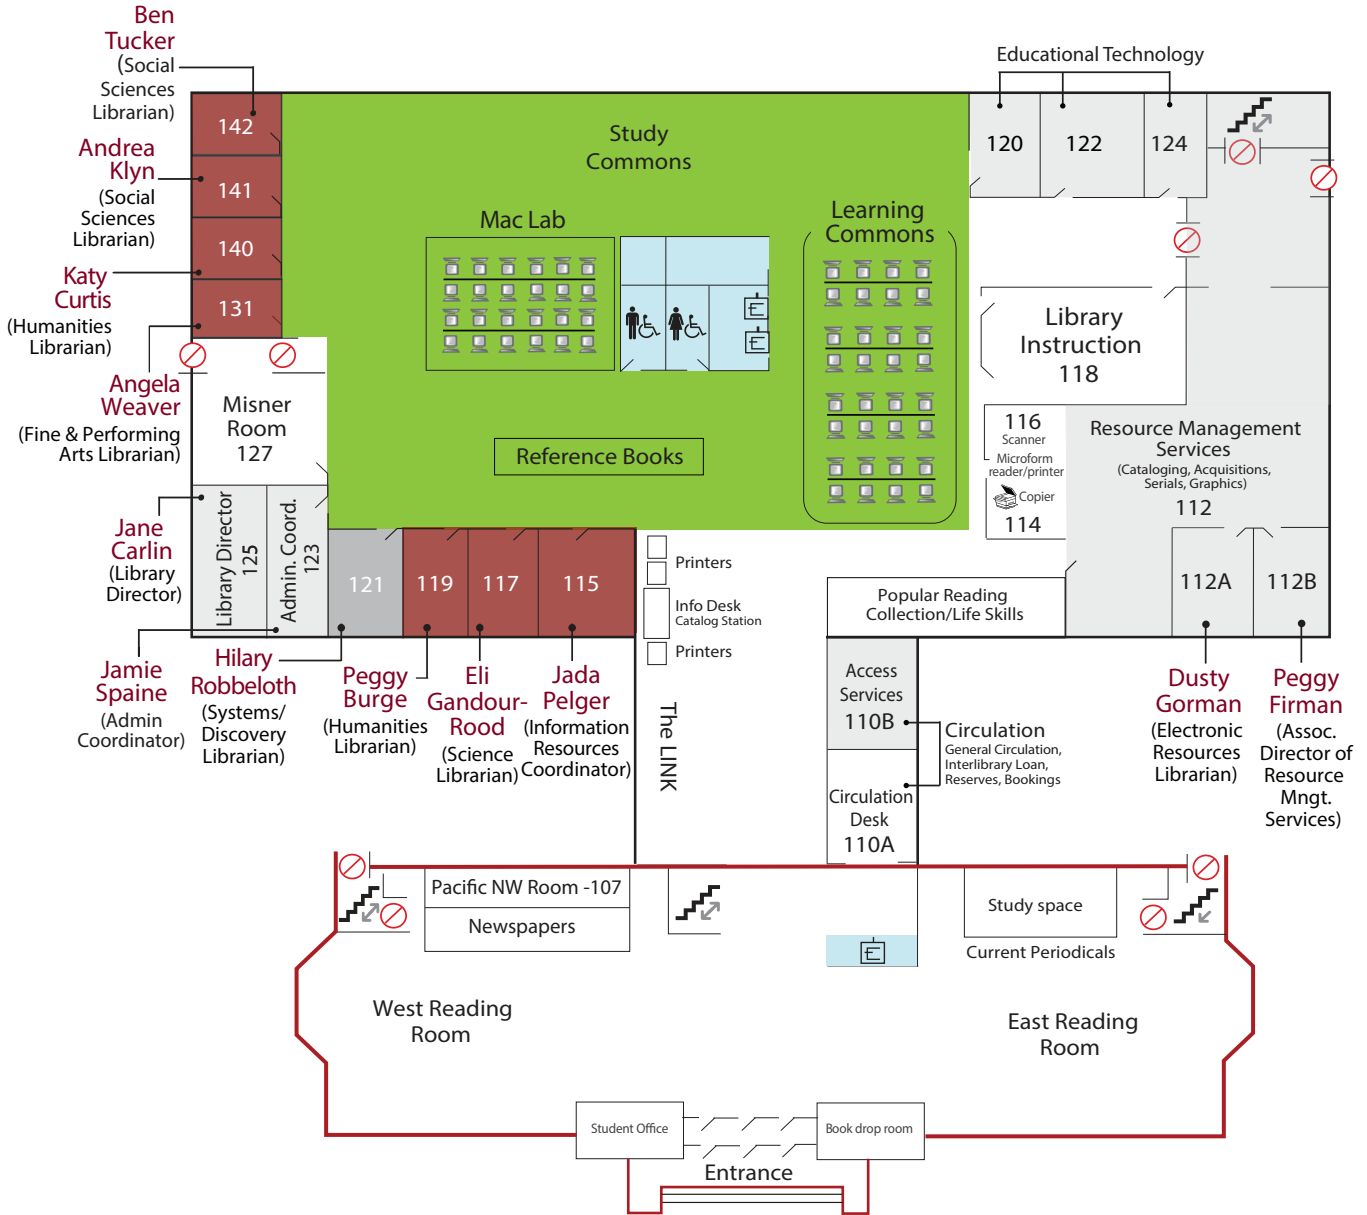 Ben
Tucker
(Social
Sciences
Librarian)
Andrea
Klyn
(Social
Sciences
Librarian)
Katy
Curtis
(Humanities
Librarian)
Angela
Weaver
(Fine & Performing
Arts Librarian)
Jane
Carlin
(Library
Director)
Jamie
Spaine
(Admin
Coordinator)
Hilary
Robbeloth
(Systems/
Discovery
Librarian)
Peggy
Burge
(Humanities
Librarian)
Eli
Gandour-
Rood
(Science
Librarian)
Jada
Pelger
(Information
Resources
Coordinator)
142
141
140
131
Misner
Room
127
Library Director
125
Admin. Coord.
123
121
119
117
115
Study
Commons
Mac Lab
Learning
Commons
E
E
Reference Books
Educational Technology
120
122
124
Library
Instruction
118
116
Scanner
Microform
reader/printer
Copier
114
Resource Management
Services
(Cataloging, Acquisitions,
Serials, Graphics)
112
112A
112B
Dusty
Gorman
(Electronic
Resources
Librarian)
Peggy
Firman
(Assoc.
Director of
Resource
Mngt.
Services)
Printers
Info Desk
Catalog Station
Printers
The LINK
Popular Reading
Collection/Life Skills
Access
Services
110B
Circulation
General Circulation,
Interlibrary Loan,
Reserves, Bookings
Circulation
Desk
110A
Pacific NW Room -107
Newspapers
E
Study space
Current Periodicals
West Reading
Room
East Reading
Room
Student Office
Book drop room
Entrance